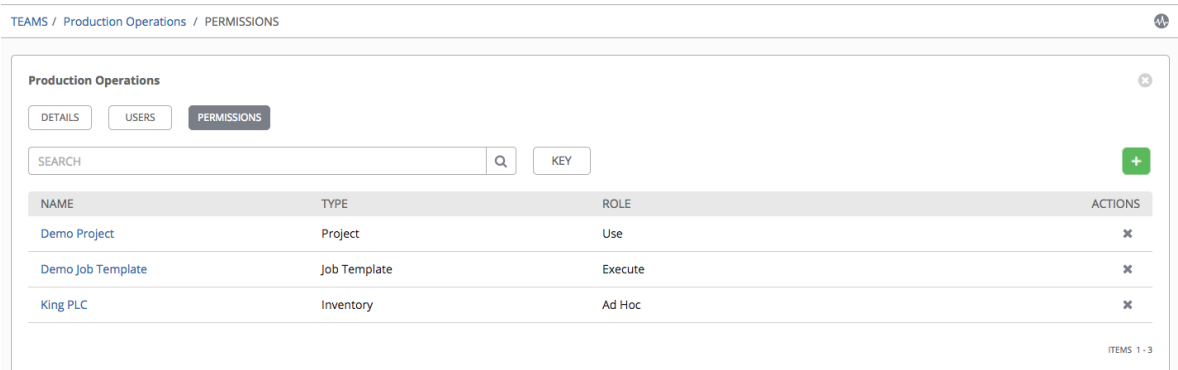 TEAMS / Production Operations / PERMISSIONS
Production Operations
DETAILS USERS PERMISSIONS
SEARCH KEY +
NAME TYPE ROLE ACTIONS
Demo Project Project Use
Demo Job Template Job Template Execute
King PLC Inventory Ad Hoc
ITEMS 1 - 3